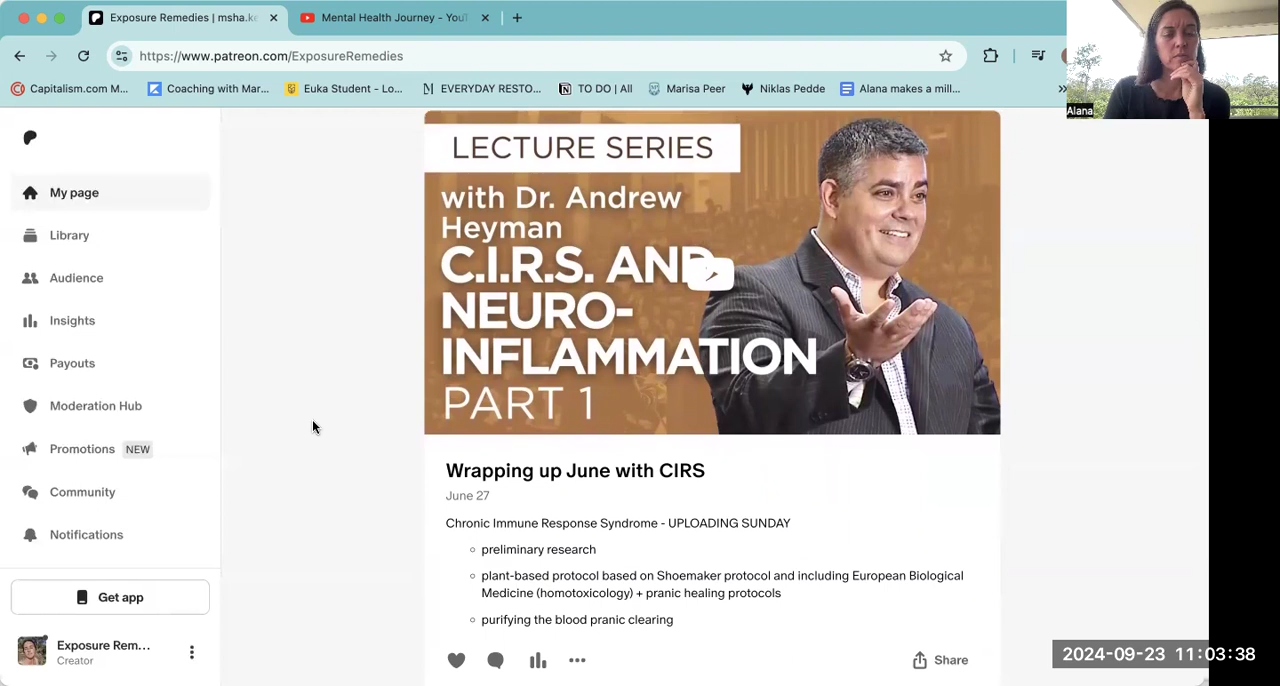 Exposure Remedies | msha.ke
Mental Health Journey - YouT
https://www.patreon.com/ExposureRemedies
Capitalism.com M...
Coaching with Mar...
Euka Student - Lo...
EVERYDAY RESTO...
TO DO | All
Marisa Peer
Niklas Pedde
Alana makes a mill...
Alana
My page
Library
Audience
Insights
Payouts
Moderation Hub
Promotions NEW
Community
Notifications
Get app
Exposure Rem...
Creator
LECTURE SERIES
with Dr. Andrew
Heyman
C.I.R.S. AND
NEURO-
INFLAMMATION
PART 1
Wrapping up June with CIRS
June 27
Chronic Immune Response Syndrome - UPLOADING SUNDAY
preliminary research
plant-based protocol based on Shoemaker protocol and including European Biological
Medicine (homotoxicology) + pranic healing protocols
purifying the blood pranic clearing
Share
2024-09-23 11:03:38